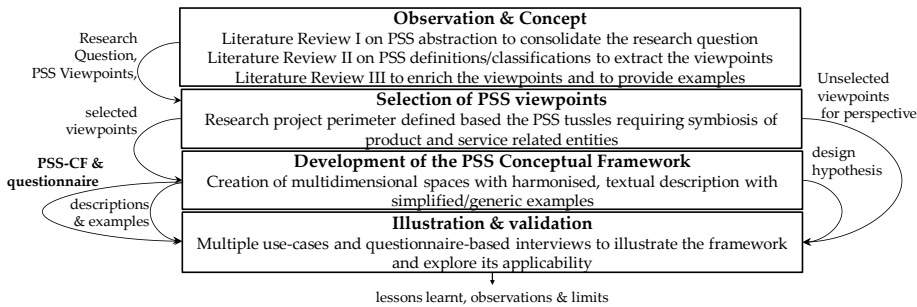 Observation & Concept
Literature Review I on PSS abstraction to consolidate the research question
Literature Review II on PSS definitions/classifications to extract the viewpoints
Literature Review III to enrich the viewpoints and to provide examples
Research
Question,
PSS Viewpoints,
Selection of PSS viewpoints
Research project perimeter defined based the PSS tussles requiring symbiosis of
product and service related entities
Unselected
viewpoints
for perspective
selected
viewpoints
Development of the PSS Conceptual Framework
Creation of multidimensional spaces with harmonised, textual description with
simplified/generic examples
design
hypothesis
PSS-CF &
questionnaire
descriptions
& examples
Illustration & validation
Multiple use-cases and questionnaire-based interviews to illustrate the framework
and explore its applicability
lessons learnt, observations & limits